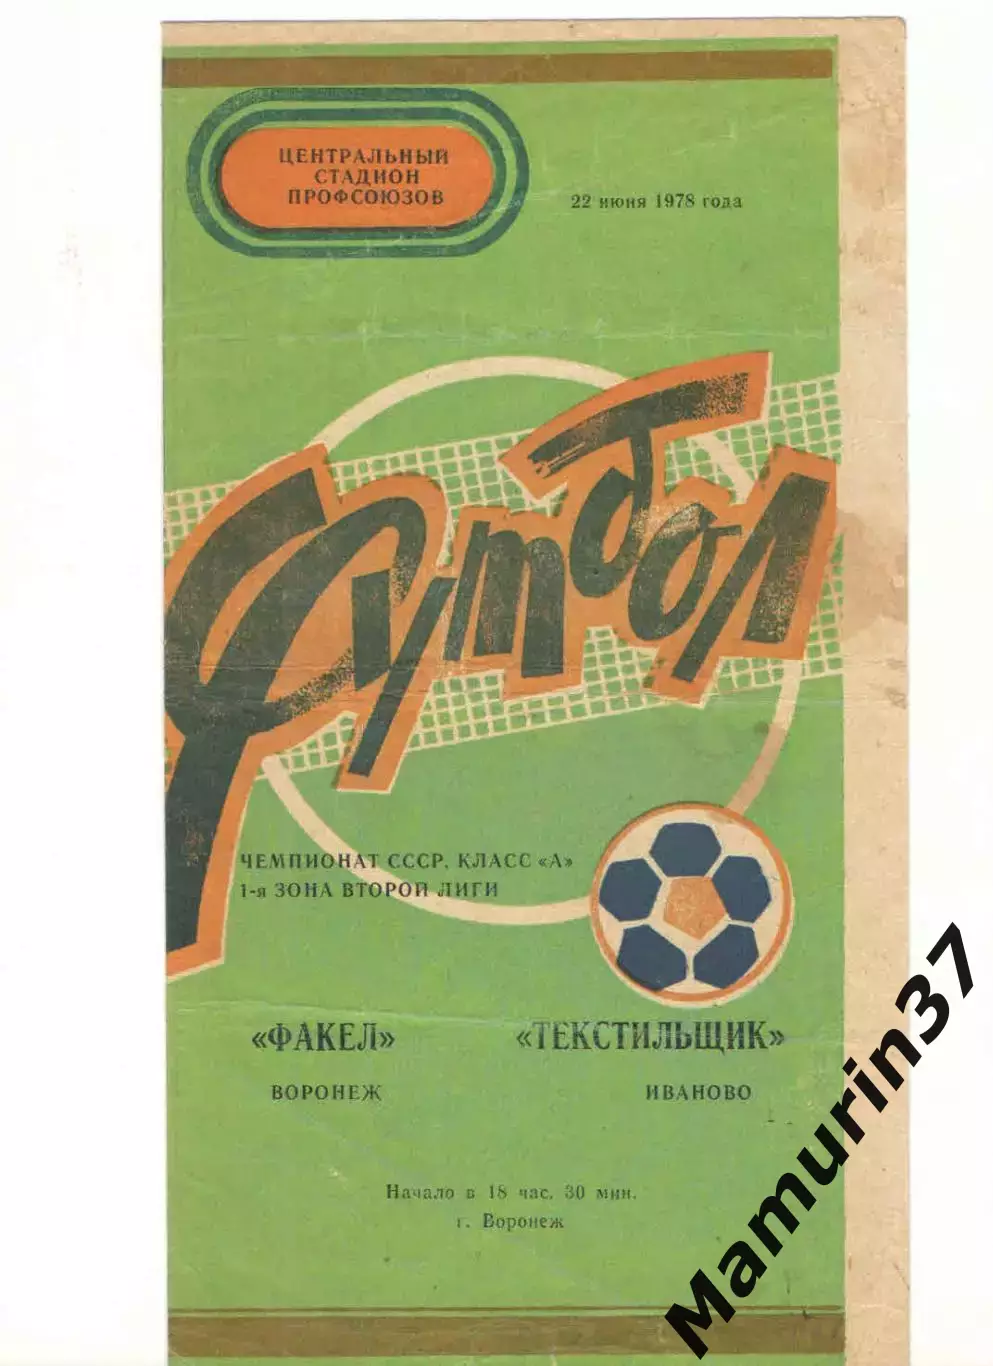 ЦЕНТРАЛЬНЫЙ
СТАДИОН
ПРОФСОЮЗОВ
22 июня 1978 года
Футбол
ЧЕМПИОНАТ СССР, КЛАСС «А»
1-я ЗОНА ВТОРОЙ ЛИГИ
«ФАКЕЛ» «ТЕКСТИЛЬЩИК»
ВОРОНЕЖ ИВАНОВО
Начало в 18 час. 30 мин.
г. Воронеж
Mamurin37